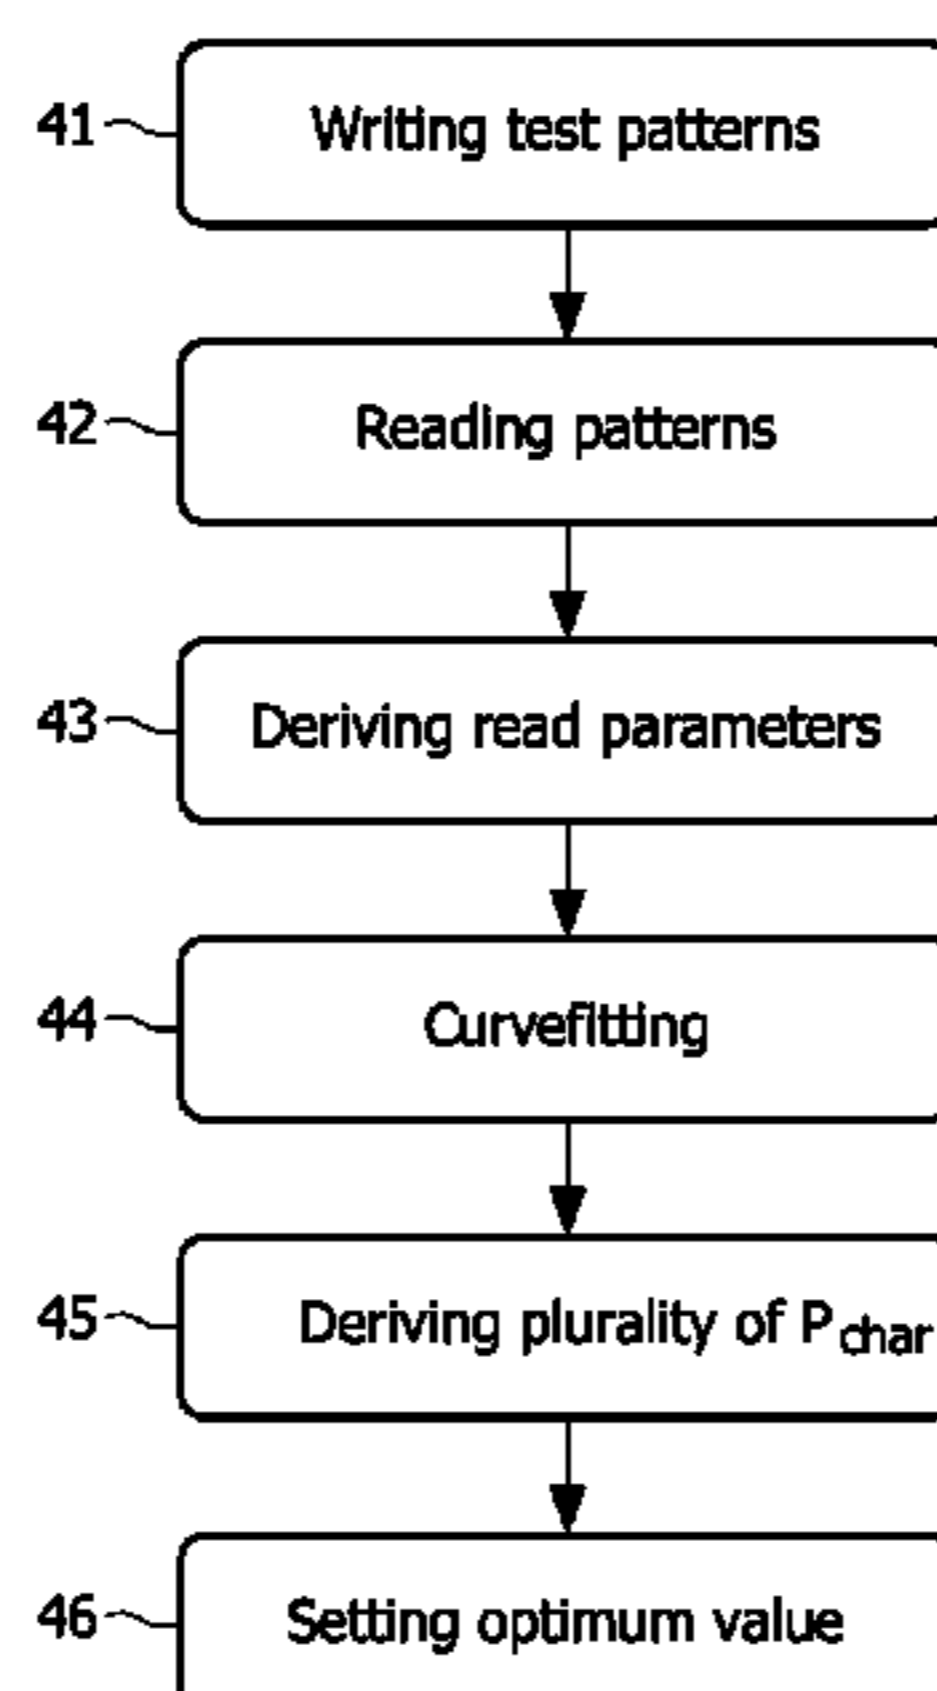 41 Writing test patterns
42 Reading patterns
43 Deriving read parameters
44 Curvefitting
45 Deriving plurality of Pchar
46 Setting optimum value